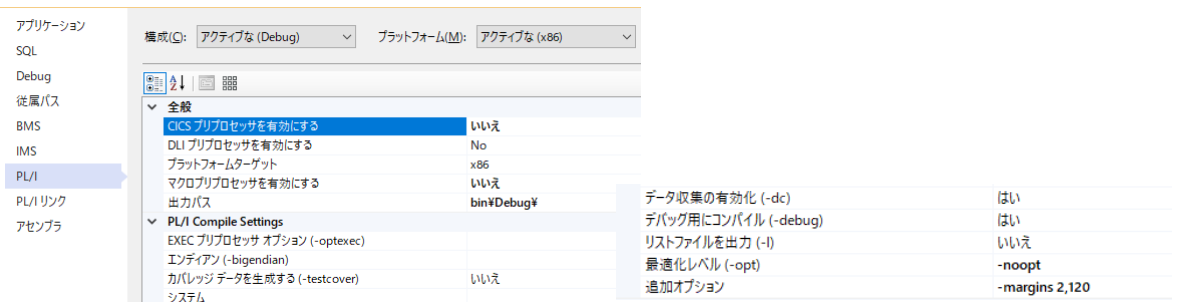 アプリケーション
SQL
Debug
従属パス
BMS
IMS
PL/I
PL/I リンク
アセンブラ
構成(C): アクティブな (Debug) プラットフォーム(M): アクティブな (x86)
全般
CICS プリプロセッサを有効にする いいえ
DLI プリプロセッサを有効にする No
プラットフォームターゲット x86
マクロプリプロセッサを有効にする いいえ
出力パス bin¥Debug¥
PL/I Compile Settings
EXEC プリプロセッサ オプション (-optexec)
エンディアン (-bigendian)
カバレッジ データを生成する (-testcover) いいえ
システム
データ収集の有効化 (-dc) はい
デバッグ用にコンパイル (-debug) はい
リストファイルを出力 (-l) いいえ
最適化レベル (-opt) -noopt
追加オプション -margins 2,120